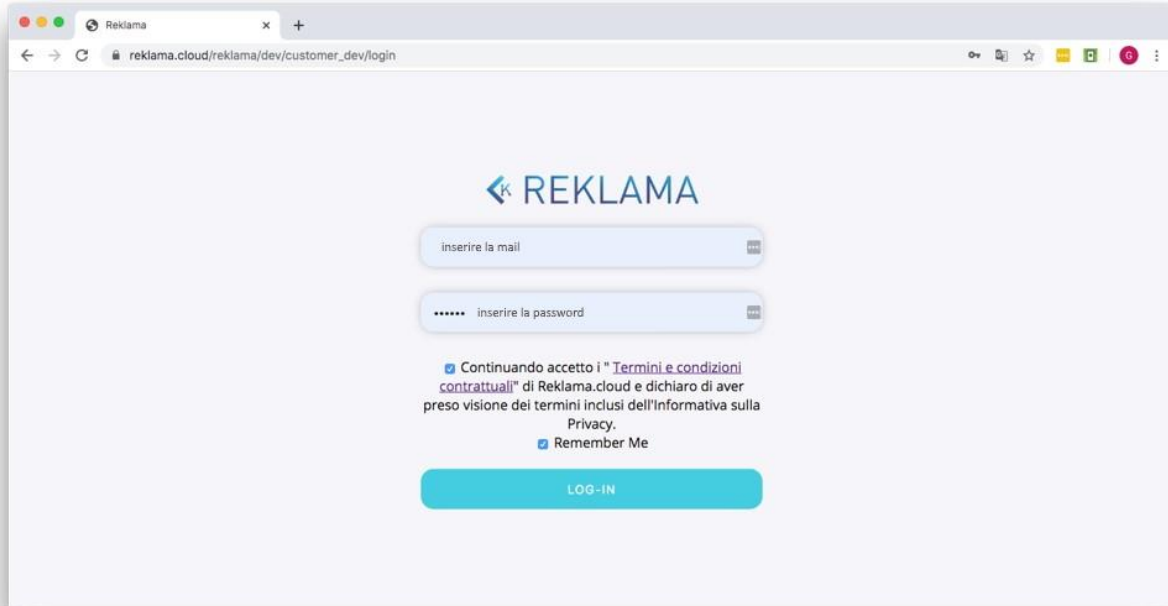 Reklama
reklama.cloud/reklama/dev/customer_dev/login
G
K REKLAMA
inserire la mail
•••••• inserire la password
Continuando accetto i " Termini e condizioni
contrattuali" di Reklama.cloud e dichiaro di aver
preso visione dei termini inclusi dell'Informativa sulla
Privacy.
Remember Me
LOG-IN